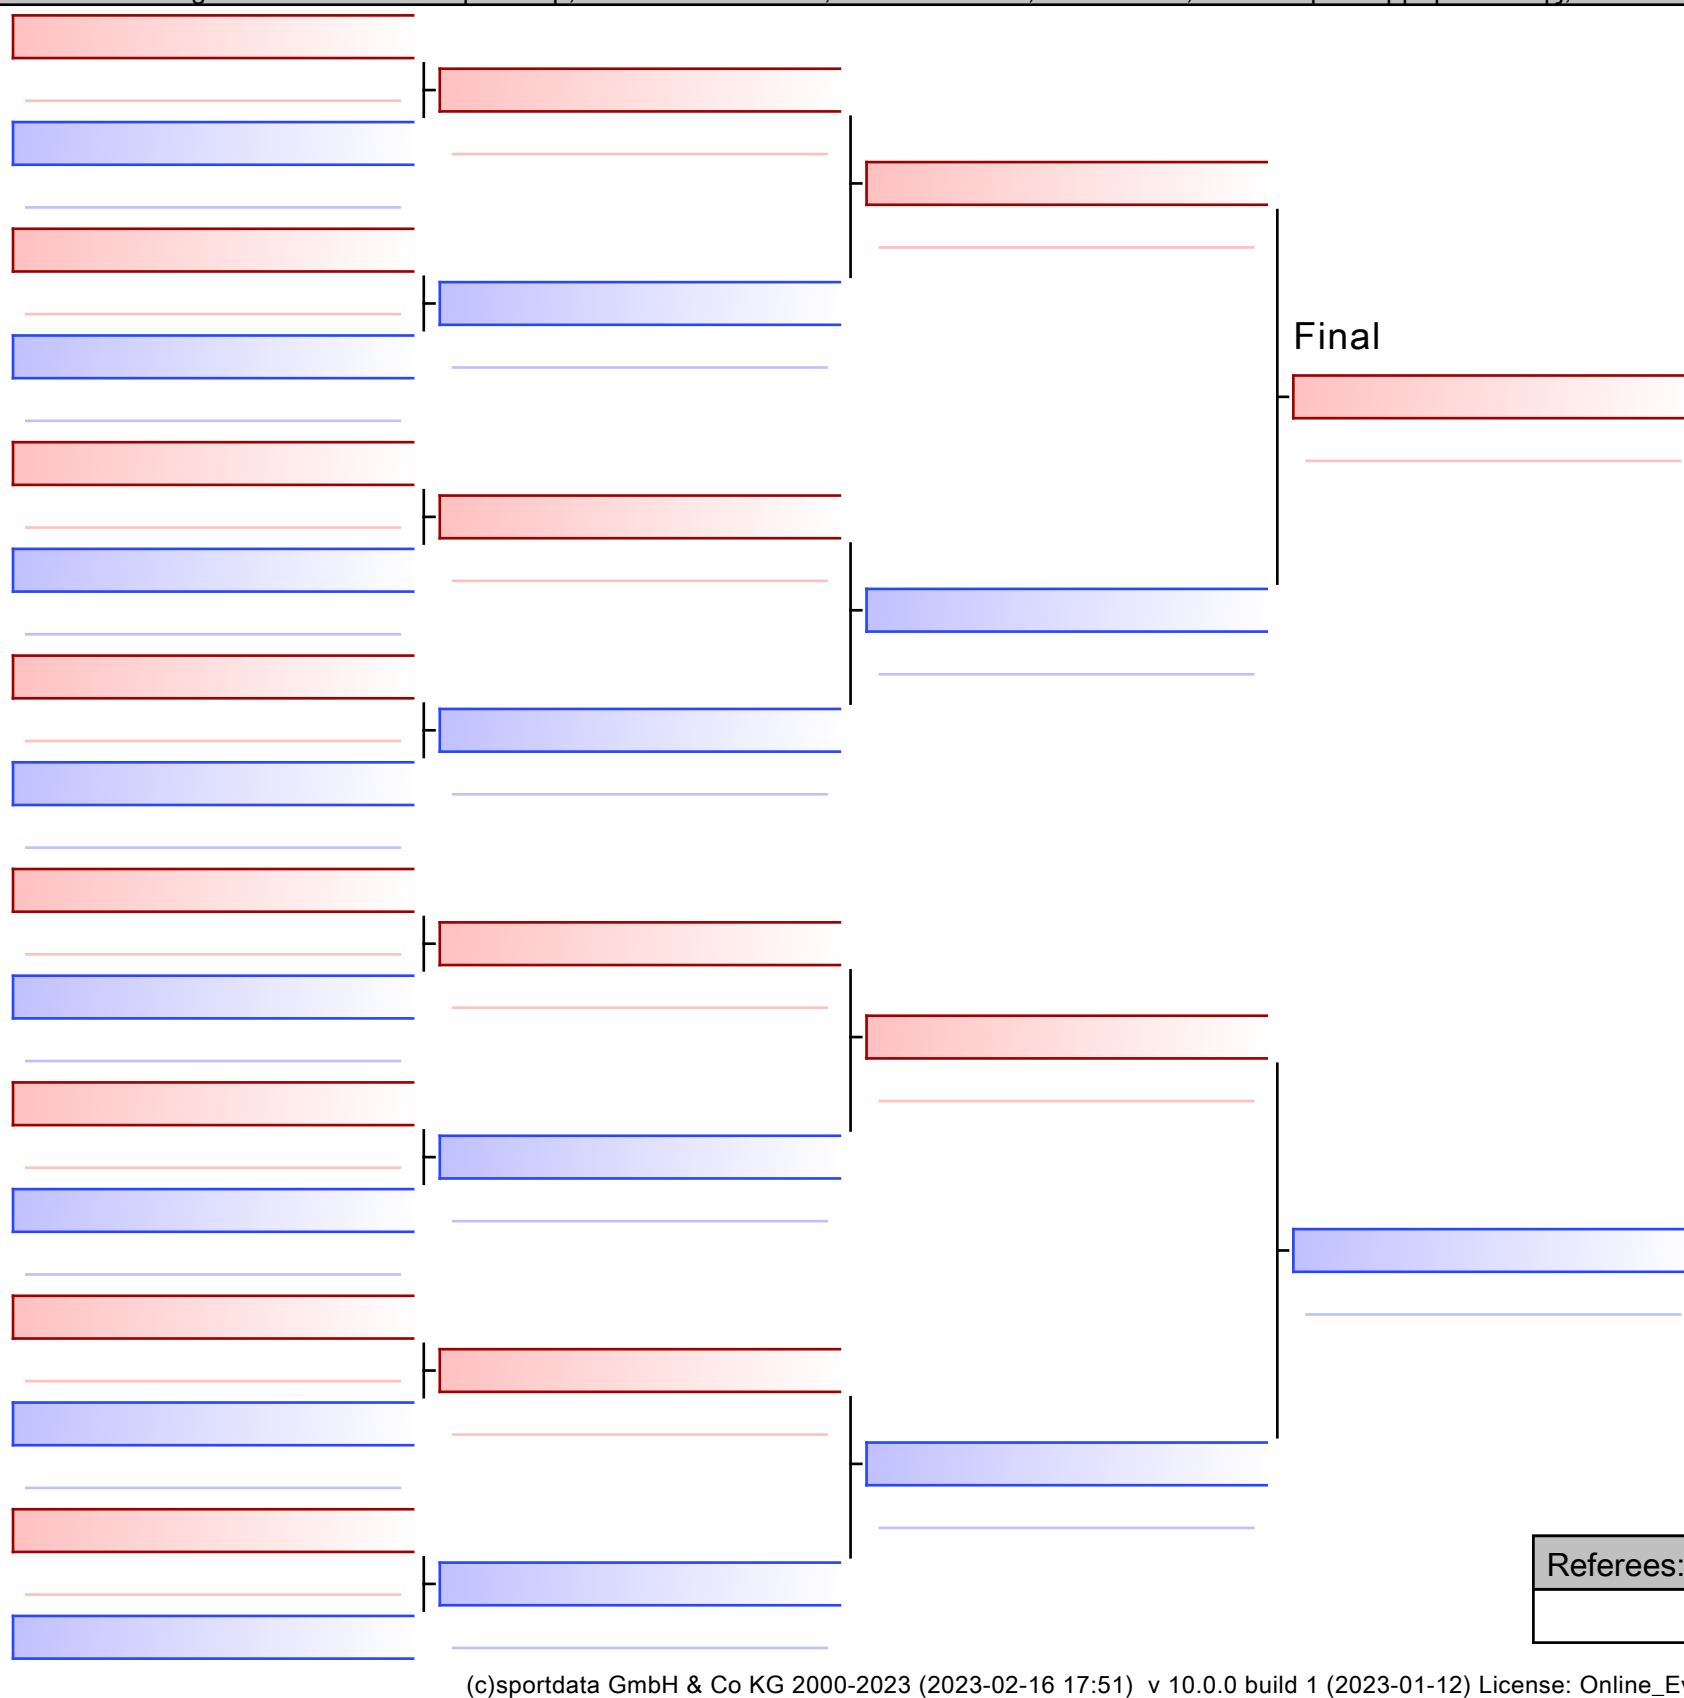 Final
Referees:
(c)sportdata GmbH & Co KG 2000-2023 (2023-02-16 17:51) v 10.0.0 build 1 (2023-01-12) License: Online_Ev